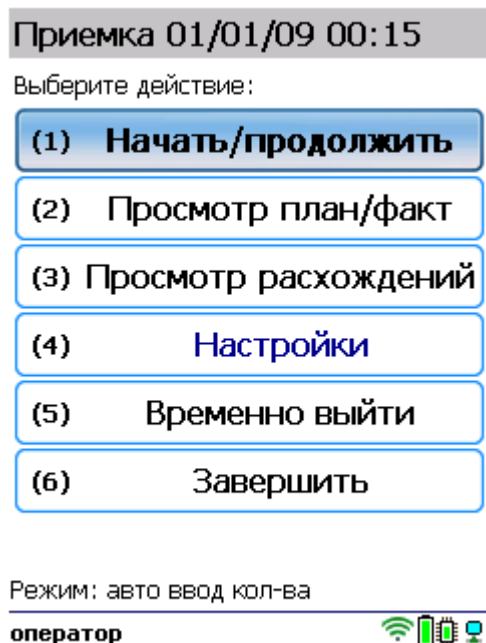 Приемка 01/01/09 00:15
Выберите действие:
(1) Начать/продолжить
(2) Просмотр план/факт
(3) Просмотр расхождений
(4) Настройки
(5) Временно выйти
(6) Завершить
Режим: авто ввод кол-ва
оператор